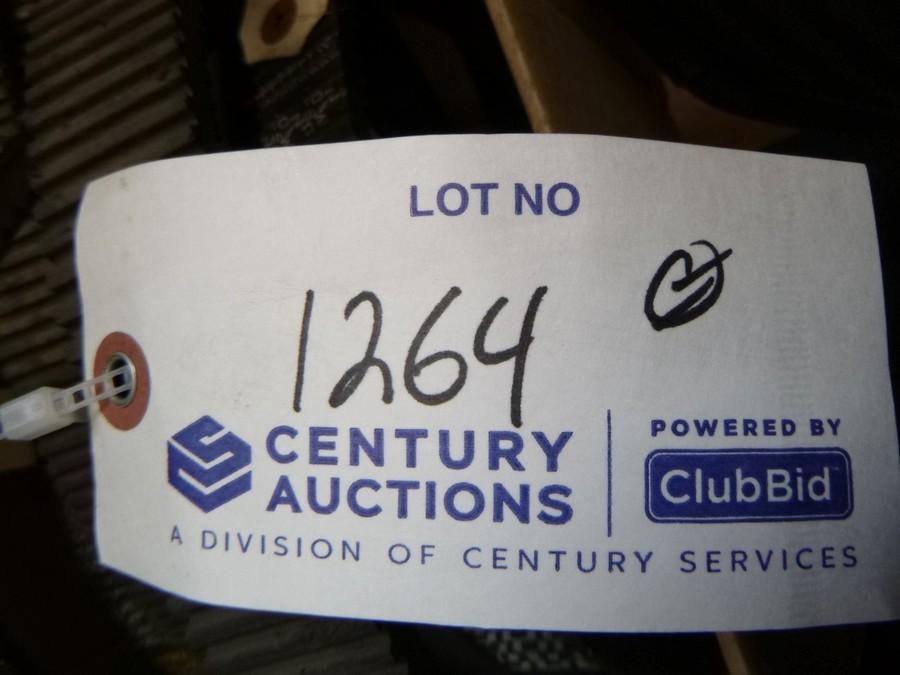 LOT NO
1264
CENTURY
AUCTIONS
POWERED BY
ClubBid
A DIVISION OF CENTURY SERVICES